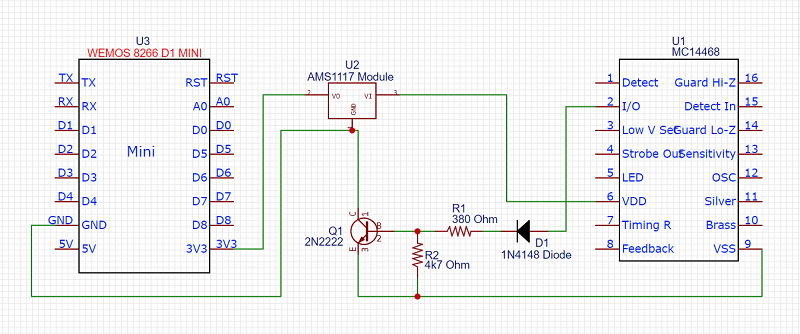 U3
WEMOS 8266 D1 MINI
TX TX RST RST
RX RX A0 A0
D1 D1 D0 D0
D2 D2 Mini D5 D5
D3 D3 D6 D6
D4 D4 D7 D7
GND GND D8 D8
5V 5V 3V3 3V3
U2
AMS1117 Module
2 VO VI 3
GND
1
Q1
2N2222
C 1
B 2
E 3
R1
380 Ohm
R2
4k7 Ohm
D1
1N4148 Diode
U1
MC14468
1 Detect Guard Hi-Z 16
2 I/O Detect In 15
3 Low V Set Guard Lo-Z 14
4 Strobe Out Sensitivity 13
5 LED OSC 12
6 VDD Silver 11
7 Timing R Brass 10
8 Feedback VSS 9